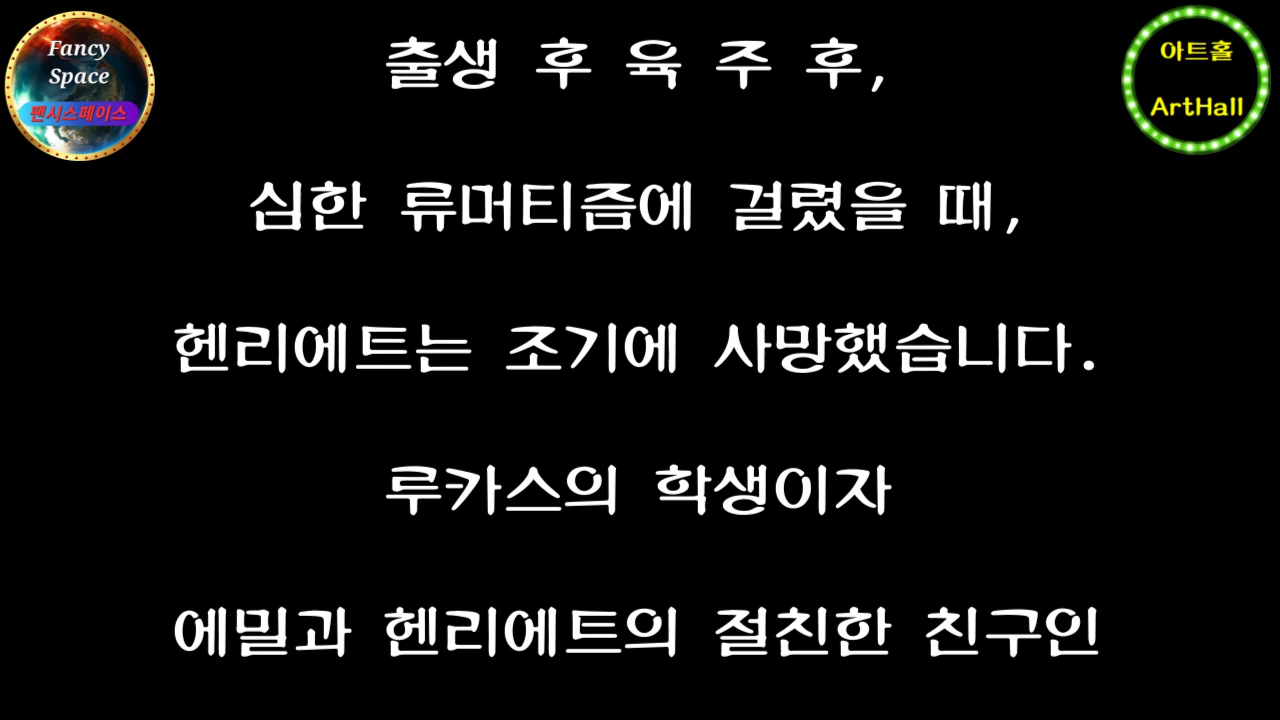 Fancy
Space
팬시스페이스
아트홀
ArtHall
출생 후 육 주 후,
심한 류머티즘에 걸렸을 때,
헨리에트는 조기에 사망했습니다.
루카스의 학생이자
에밀과 헨리에트의 절친한 친구인